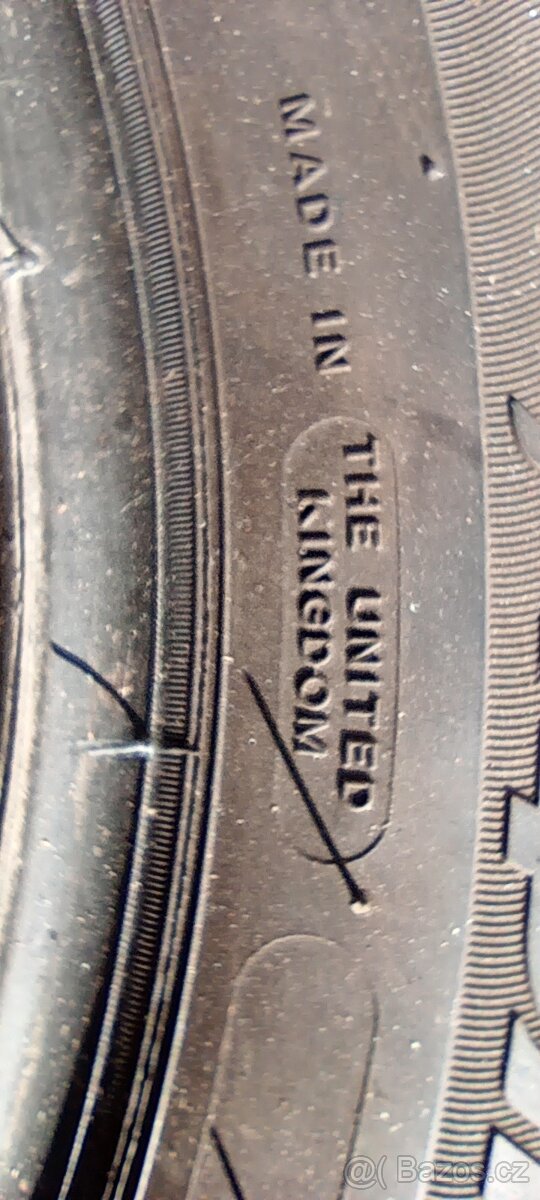 MADE IN
THE UNITED
KINGDOM
@ Bazos.cz